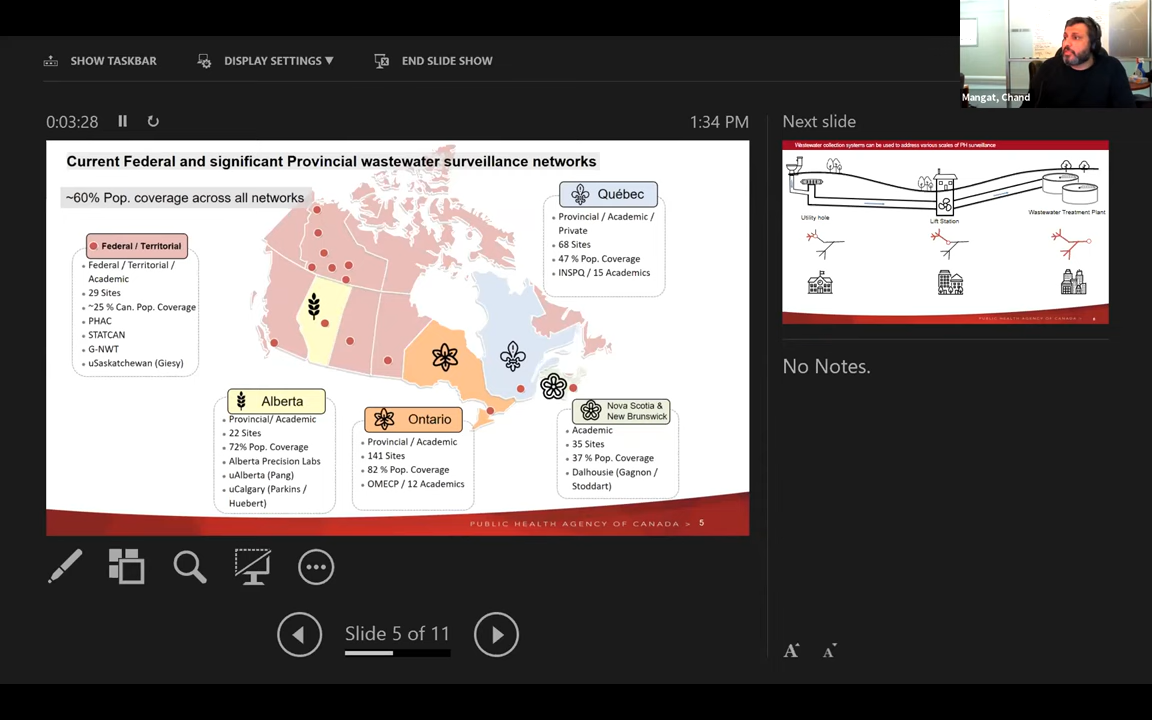 SHOW TASKBAR
DISPLAY SETTINGS ▼
END SLIDE SHOW
Mangat, Chand
0:03:28
1:34 PM
Next slide
Current Federal and significant Provincial wastewater surveillance networks
~60% Pop. coverage across all networks
Federal / Territorial
• Federal / Territorial /
Academic
• 29 Sites
• ~25 % Can. Pop. Coverage
• PHAC
• STATCAN
• G-NWT
• uSaskatchewan (Giesy)
Québec
• Provincial / Academic /
Private
• 68 Sites
• 47 % Pop. Coverage
• INSPQ / 15 Academics
Alberta
• Provincial/ Academic
• 22 Sites
• 72% Pop. Coverage
• Alberta Precision Labs
• uAlberta (Pang)
• uCalgary (Parkins /
Huebert)
Ontario
• Provincial / Academic
• 141 Sites
• 82 % Pop. Coverage
• OMECP / 12 Academics
Nova Scotia &
New Brunswick
• Academic
• 35 Sites
• 37 % Pop. Coverage
• Dalhousie (Gagnon /
Stoddart)
PUBLIC HEALTH AGENCY OF CANADA > 5
Wastewater collection systems can be used to address various scales of PH surveillance
Utility hole
Lift Station
Wastewater Treatment Plant
PUBLIC HEALTH AGENCY OF CANADA >
No Notes.
Slide 5 of 11
A A